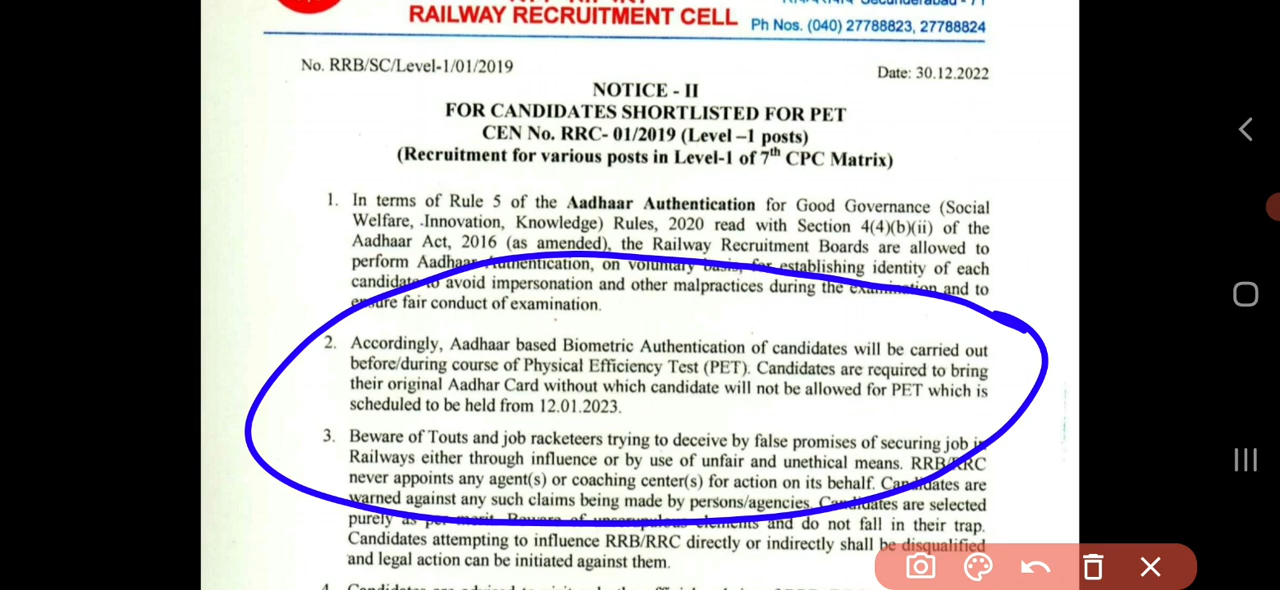 RAILWAY RECRUITMENT CELL
Ph Nos. (040) 27788823, 27788824
No. RRB/SC/Level-1/01/2019
Date: 30.12.2022
NOTICE - II
FOR CANDIDATES SHORTLISTED FOR PET
CEN No. RRC- 01/2019 (Level –1 posts)
(Recruitment for various posts in Level-1 of 7th CPC Matrix)
1. In terms of Rule 5 of the Aadhaar Authentication for Good Governance (Social
Welfare, Innovation, Knowledge) Rules, 2020 read with Section 4(4)(b)(ii) of the
Aadhaar Act, 2016 (as amended), the Railway Recruitment Boards are allowed to
perform Aadhaar Authentication, on voluntary basis, for establishing identity of each
candidate to avoid impersonation and other malpractices during the examination and to
ensure fair conduct of examination.
2. Accordingly, Aadhaar based Biometric Authentication of candidates will be carried out
before/during course of Physical Efficiency Test (PET). Candidates are required to bring
their original Aadhar Card without which candidate will not be allowed for PET which is
scheduled to be held from 12.01.2023.
3. Beware of Touts and job racketeers trying to deceive by false promises of securing job in
Railways either through influence or by use of unfair and unethical means. RRB/RRC
never appoints any agent(s) or coaching center(s) for action on its behalf. Candidates are
warned against any such claims being made by persons/agencies. Candidates are selected
purely as per merit. Beware of unscrupulous elements and do not fall in their trap.
Candidates attempting to influence RRB/RRC directly or indirectly shall be disqualified
and legal action can be initiated against them.